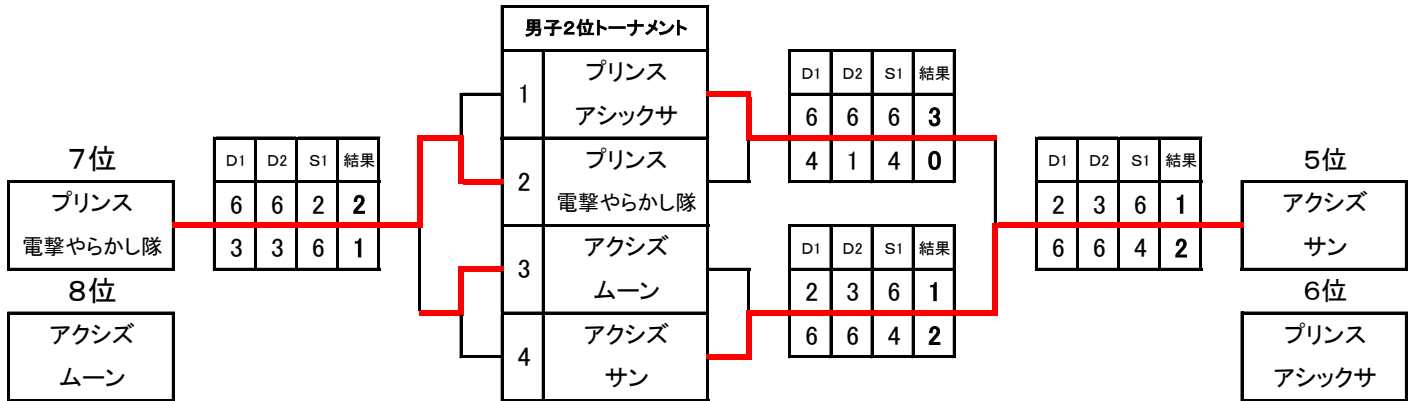 男子2位トーナメント
1 プリンス
アシックサ
2 プリンス
電撃やらかし隊
3 アクシズ
ムーン
4 アクシズ
サン
7位
プリンス
電撃やらかし隊
8位
アクシズ
ムーン
D1 D2 S1 結果
6 6 2 2
3 3 6 1
D1 D2 S1 結果
6 6 6 3
4 1 4 0
D1 D2 S1 結果
2 3 6 1
6 6 4 2
D1 D2 S1 結果
2 3 6 1
6 6 4 2
5位
アクシズ
サン
6位
プリンス
アシックサ